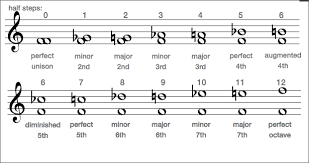 half steps:
0 1 2 3 4 5 6
perfect minor major minor major perfect augmented
unison 2nd 2nd 3rd 3rd 4th 4th
6 7 8 9 10 11 12
diminished perfect minor major minor major perfect
5th 5th 6th 6th 7th 7th octave